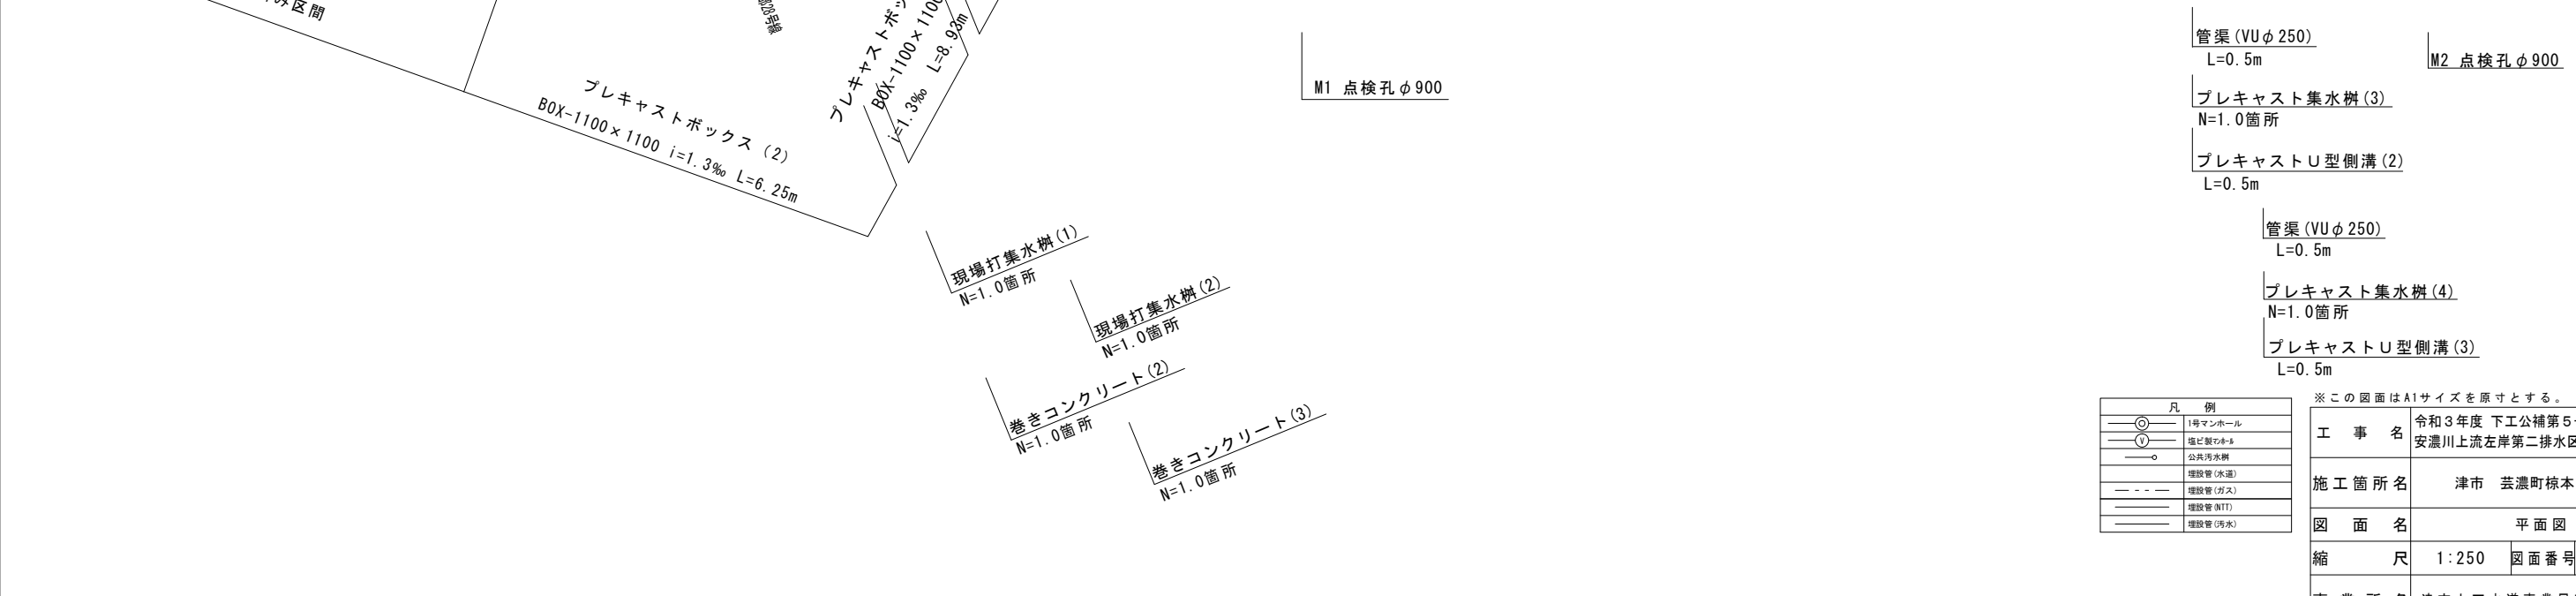 み区間
プレキャストボックス (2)
BOX-1100×1100 i=1.3‰ L=6.25m
828号線
プレキャストボッ
BOX-1100×1100
i=1.3‰ L=8.93m
現場打集水桝(1)
N=1.0箇所
現場打集水桝(2)
N=1.0箇所
巻きコンクリート(2)
N=1.0箇所
巻きコンクリート(3)
N=1.0箇所
M1 点検孔φ900
管渠(VUφ250)
L=0.5m
M2 点検孔φ900
プレキャスト集水桝(3)
N=1.0箇所
プレキャストU型側溝(2)
L=0.5m
管渠(VUφ250)
L=0.5m
プレキャスト集水桝(4)
N=1.0箇所
プレキャストU型側溝(3)
L=0.5m
凡 例
1号マンホール
V 塩ビ製マンホール
公共汚水桝
埋設管(水道)
埋設管(ガス)
埋設管(NTT)
埋設管(汚水)
※この図面はA1サイズを原寸とする。
工事名 令和3年度 下工公補第5
安濃川上流左岸第二排水区
施工箇所名 津市 芸濃町椋本
図面名 平面図
縮尺 1:250 図面番号